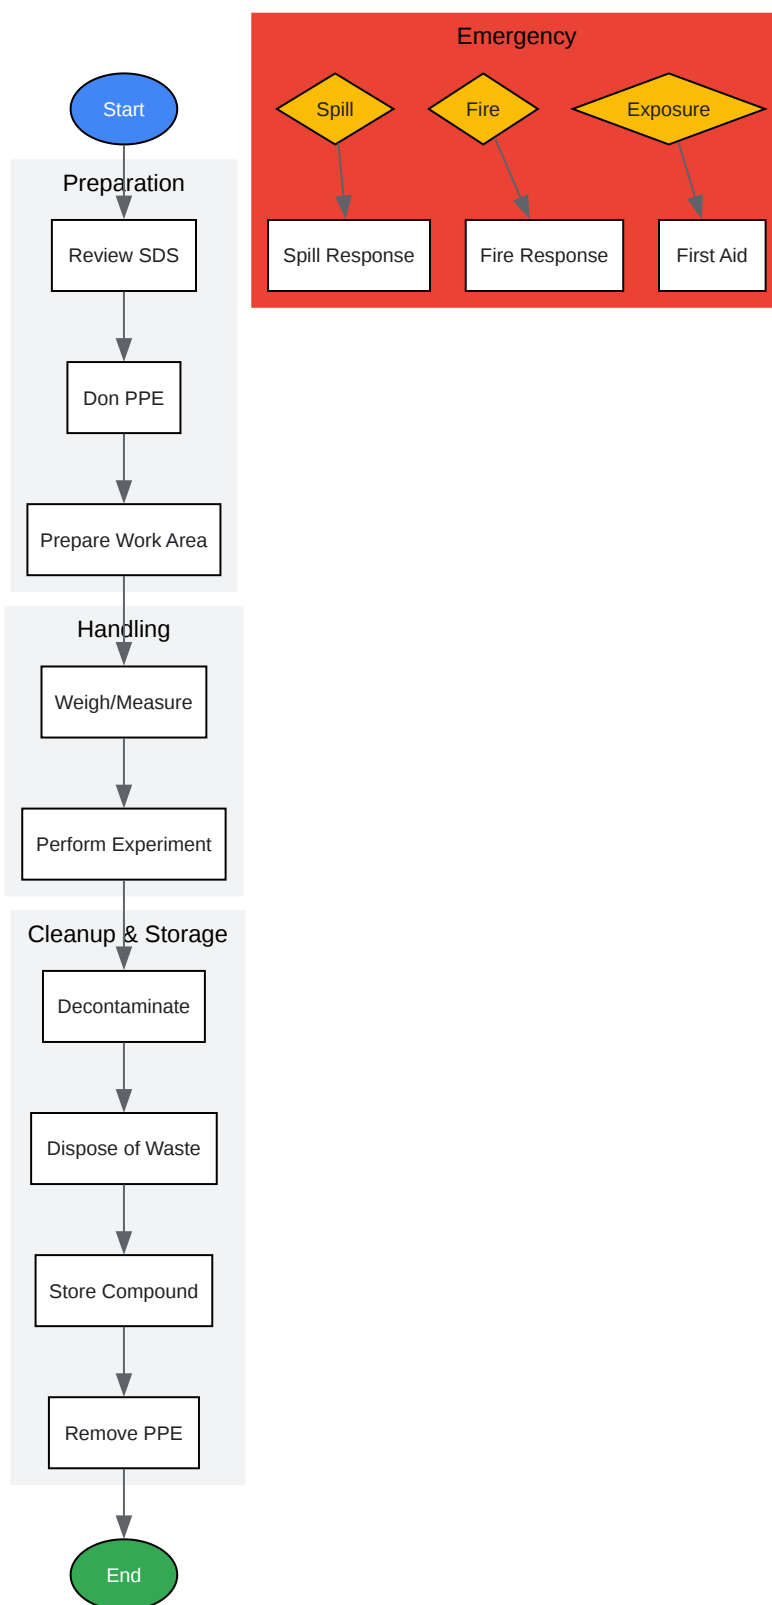 Start
Preparation
Review SDS
Don PPE
Prepare Work Area
Handling
Weigh/Measure
Perform Experiment
Cleanup & Storage
Decontaminate
Dispose of Waste
Store Compound
Remove PPE
End
Emergency
Spill
Fire
Exposure
Spill Response
Fire Response
First Aid